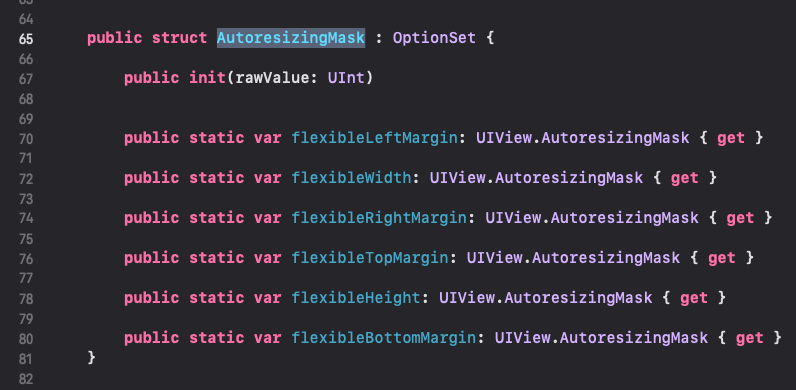 64
65 public struct AutoresizingMask : OptionSet {
66
67 public init(rawValue: UInt)
68
69
70 public static var flexibleLeftMargin: UIView.AutoresizingMask { get }
71
72 public static var flexibleWidth: UIView.AutoresizingMask { get }
73
74 public static var flexibleRightMargin: UIView.AutoresizingMask { get }
75
76 public static var flexibleTopMargin: UIView.AutoresizingMask { get }
77
78 public static var flexibleHeight: UIView.AutoresizingMask { get }
79
80 public static var flexibleBottomMargin: UIView.AutoresizingMask { get }
81 }
82